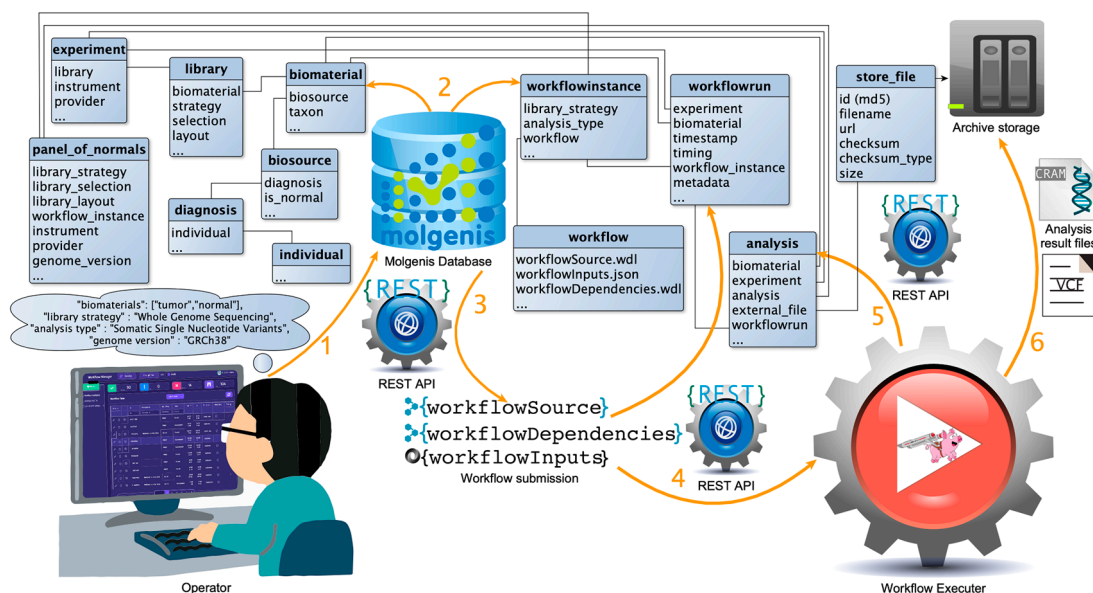 experiment
library
instrument
provider
...
library
biomaterial
strategy
selection
layout
...
biomaterial
biosource
taxon
...
panel_of_normals
library_strategy
library_selection
library_layout
workflow_instance
instrument
provider
genome_version
...
biosource
diagnosis
is_normal
...
diagnosis
individual
...
individual
...
2
molgenis
Molgenis Database
workflowinstance
library_strategy
analysis_type
workflow
...
workflowrun
experiment
biomaterial
timestamp
timing
workflow_instance
metadata
...
store_file
id (md5)
filename
url
checksum
checksum_type
size
...
Archive storage
CRAM
Analysis
result files
VCF
workflow
workflowSource.wdl
workflowInputs.json
workflowDependencies.wdl
...
analysis
biomaterial
experiment
analysis
external_file
workflowrun
...
{REST}
REST API
"biomaterials": ["tumor","normal"],
"library strategy" : "Whole Genome Sequencing",
"analysis type" : "Somatic Single Nucleotide Variants",
"genome version" : "GRCh38"
1
{REST}
REST API
3
5
6
{workflowSource}
{workflowDependencies}
{workflowInputs}
Workflow submission
4
{REST}
REST API
Operator
Workflow Executer